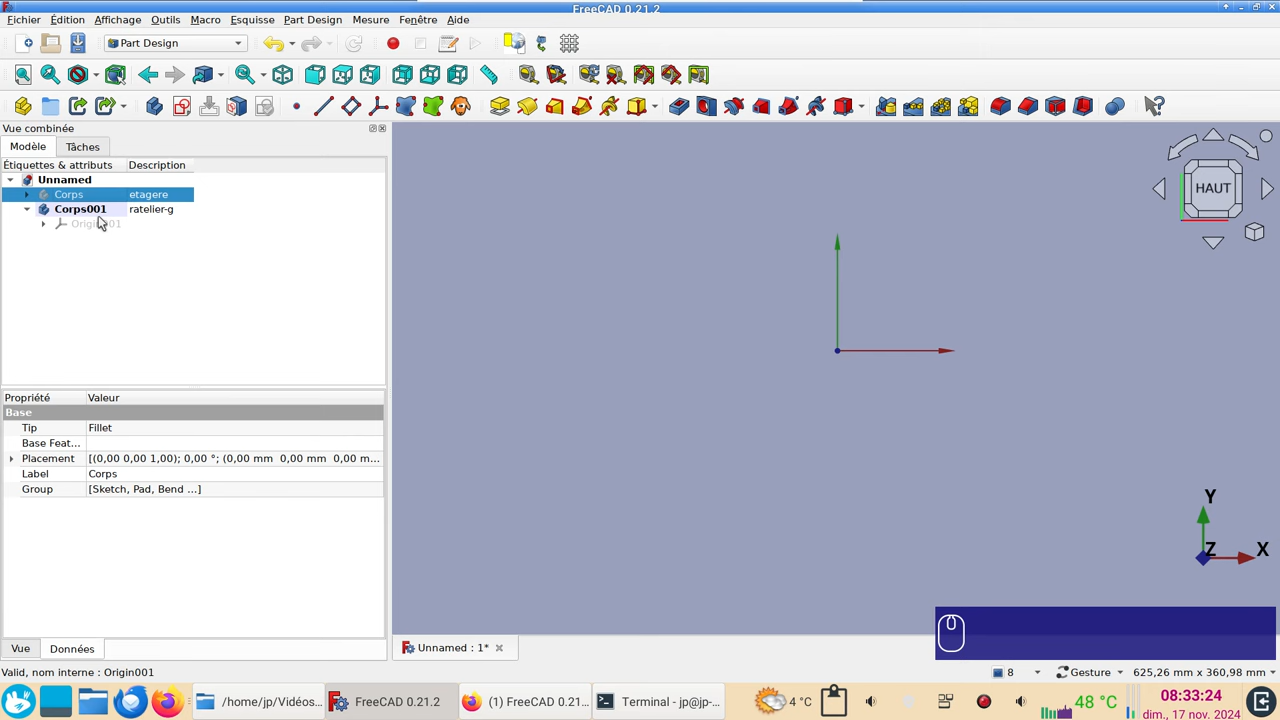 FreeCAD 0.21.2
Fichier Édition Affichage Outils Macro Esquisse Part Design Mesure Fenêtre Aide
Part Design
Vue combinée
Modèle Tâches
Étiquettes & attributs Description
Unnamed
Corps etagere
Corps001 ratelier-g
Origin001
HAUT
Propriété Valeur
Base
Tip Fillet
Base Feat...
Placement [(0,00 0,00 1,00); 0,00 °; (0,00 mm 0,00 mm 0,00 m...
Label Corps
Group [Sketch, Pad, Bend ...]
Y
Z X
Vue Données
Unnamed : 1*
Valid, nom interne : Origin001
8 Gesture 625,26 mm x 360,98 mm
/home/jp/Vidéos... FreeCAD 0.21.2 (1) FreeCAD 0.21.... Terminal - jp@jp-... 4 °C 48 °C 08:33:24
dim., 17 nov. 2024